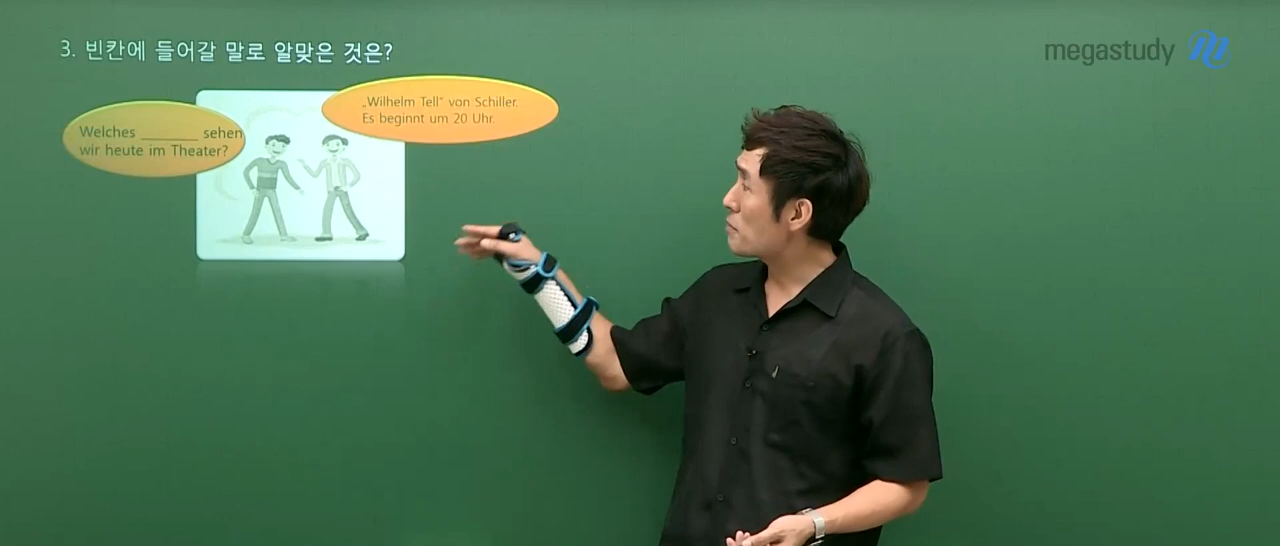 3. 빈칸에 들어갈 말로 알맞은 것은?
megastudy
„Wilhelm Tell“ von Schiller.
Es beginnt um 20 Uhr.
Welches ________ sehen
wir heute im Theater?